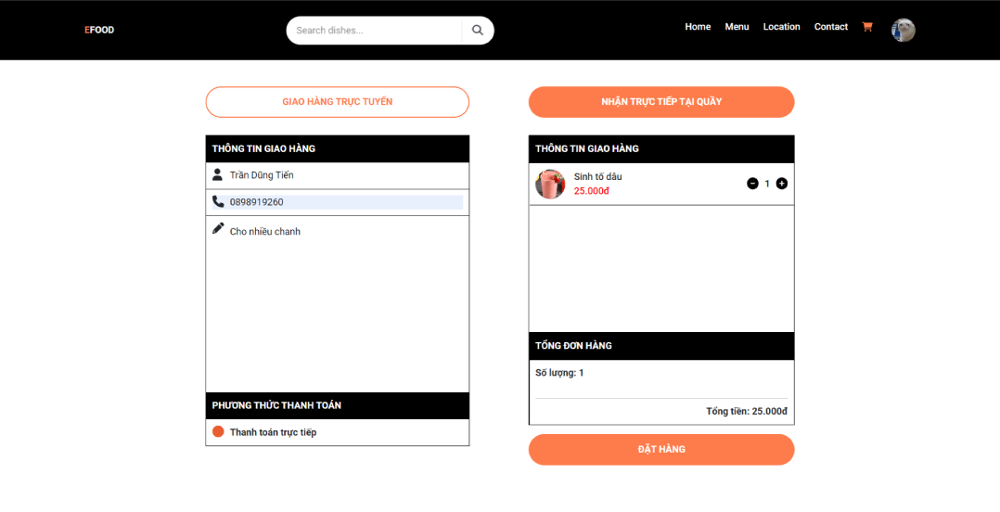 EFOOD
Search dishes...
Home Menu Location Contact
GIAO HÀNG TRỰC TUYẾN
NHẬN TRỰC TIẾP TẠI QUẦY
THÔNG TIN GIAO HÀNG
Trần Dũng Tiến
0898919260
Cho nhiều chanh
PHƯƠNG THỨC THANH TOÁN
Thanh toán trực tiếp
THÔNG TIN GIAO HÀNG
Sinh tố dâu
25.000đ
1
TỔNG ĐƠN HÀNG
Số lượng: 1
Tổng tiền: 25.000đ
ĐẶT HÀNG